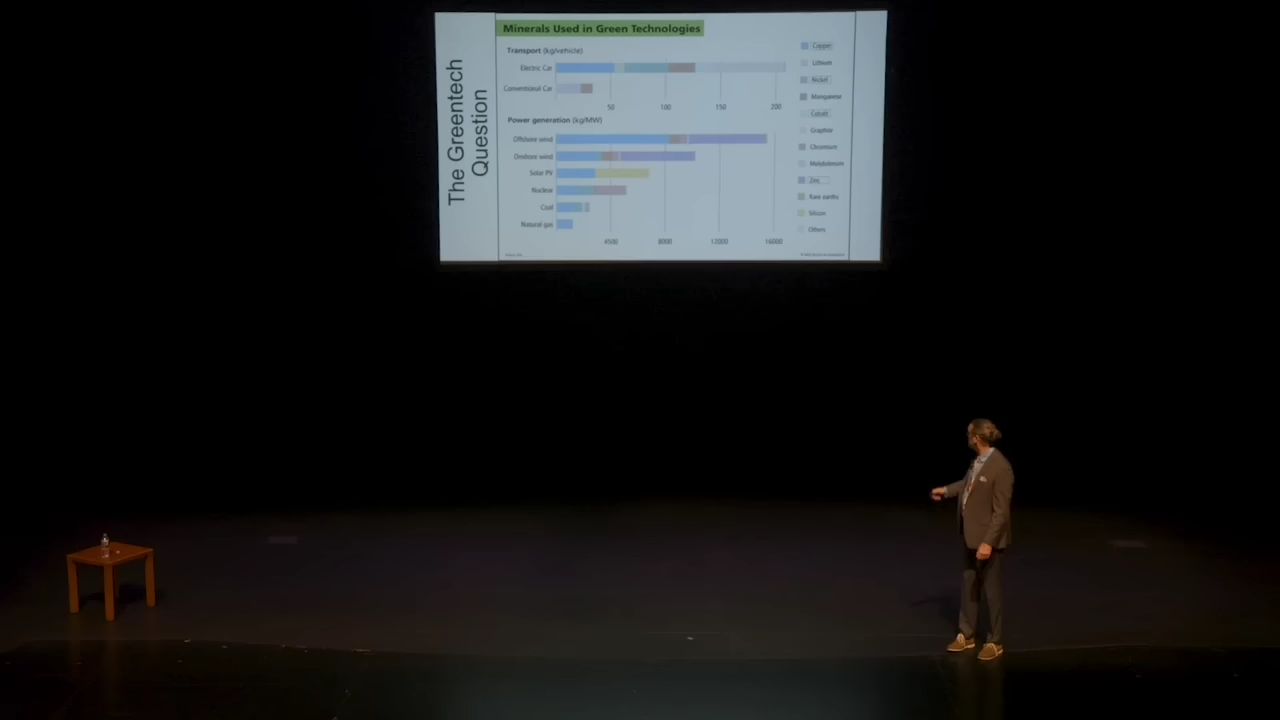 The Greentech
Question
Minerals Used in Green Technologies
Transport (kg/vehicle)
Electric Car
Conventional Car
50 100 150 200
Power generation (kg/MW)
Offshore wind
Onshore wind
Solar PV
Nuclear
Coal
Natural gas
4000 8000 12000 16000
Copper
Lithium
Nickel
Manganese
Cobalt
Graphite
Chromium
Molybdenum
Zinc
Rare earths
Silicon
Others